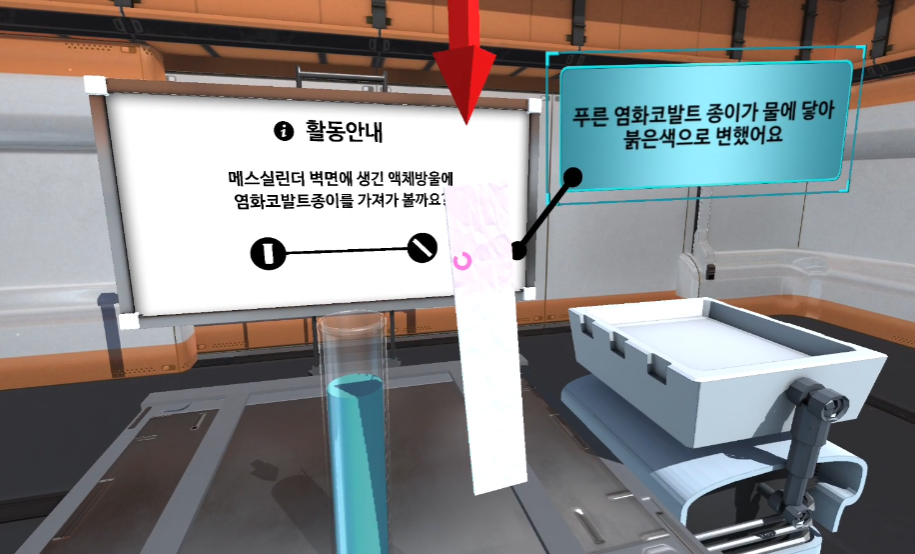 활동안내
메스실린더 벽면에 생긴 액체방울에
염화코발트종이를 가져가 볼까요?
푸른 염화코발트 종이가 물에 닿아
붉은색으로 변했어요